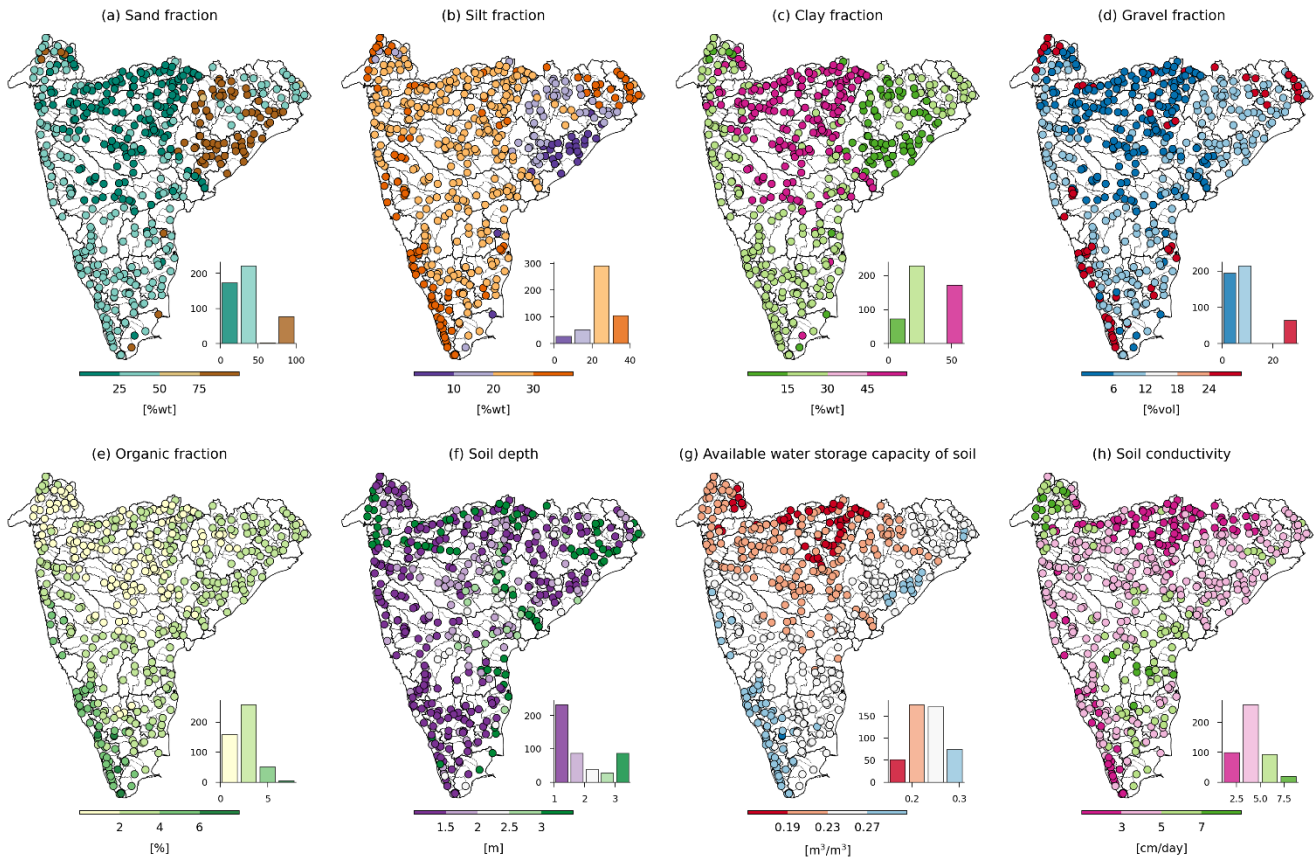 (a) Sand fraction
(b) Silt fraction
(c) Clay fraction
(d) Gravel fraction
200
100
0
0 50 100
25 50 75
[%wt]
300
200
100
0
0 20 40
10 20 30
[%wt]
200
100
0
0 50
15 30 45
[%wt]
200
100
0
0 20
6 12 18 24
[%vol]
(e) Organic fraction
(f) Soil depth
(g) Available water storage capacity of soil
(h) Soil conductivity
200
100
0
0 5
2 4 6
[%]
200
100
0
1 2 3
1.5 2 2.5 3
[m]
150
100
50
0
0.2 0.3
0.19 0.23 0.27
[m³/m³]
200
100
0
2.5 5.0 7.5
3 5 7
[cm/day]